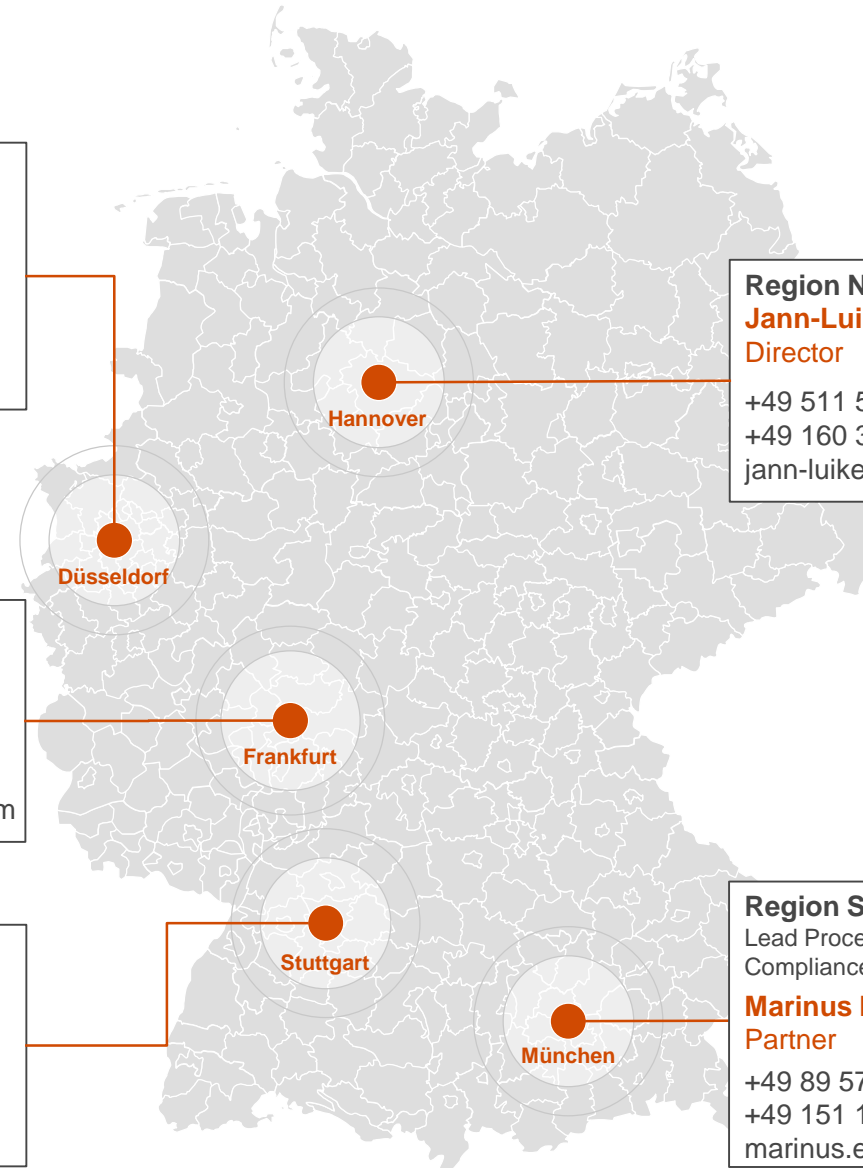 Region N
Jann-Lui
Director
+49 511 5
+49 160 3
jann-luike
Hannover
Düsseldorf
Frankfurt
m
Stuttgart
München
Region S
Lead Proce
Compliance
Marinus
Partner
+49 89 57
+49 151 1
marinus.e